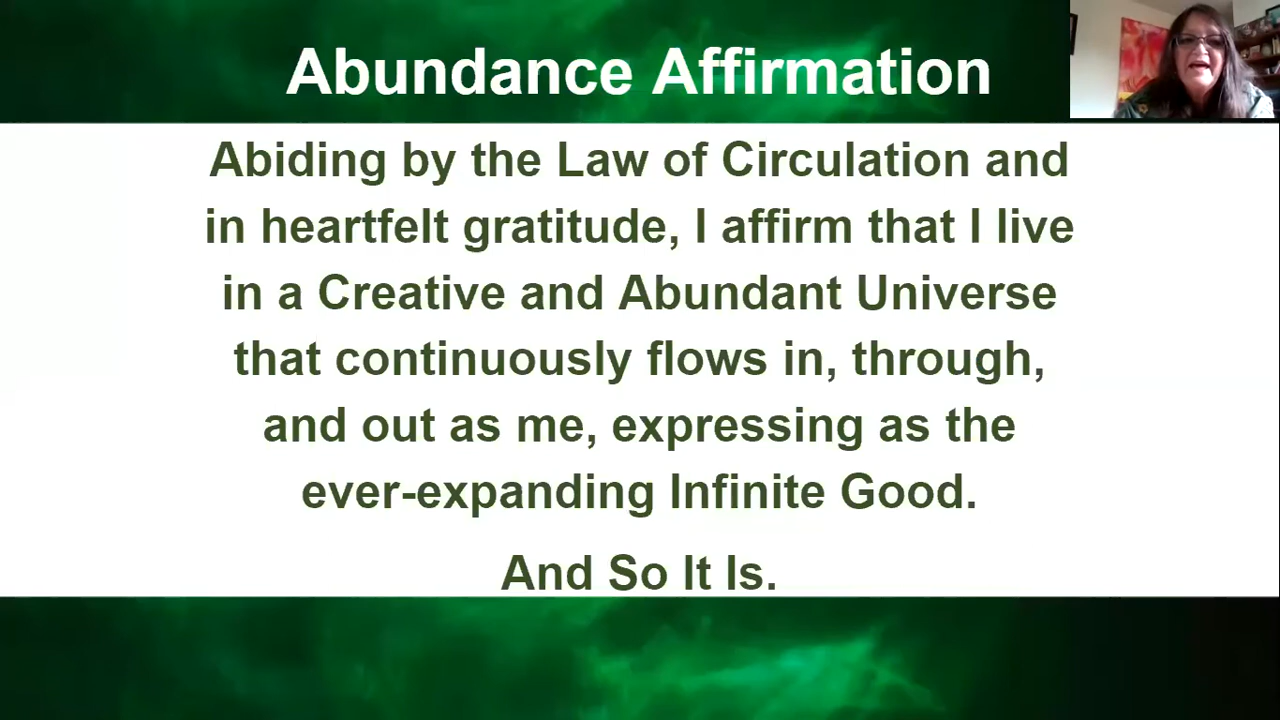 Abundance Affirmation
Abiding by the Law of Circulation and
in heartfelt gratitude, I affirm that I live
in a Creative and Abundant Universe
that continuously flows in, through,
and out as me, expressing as the
ever-expanding Infinite Good.
And So It Is.